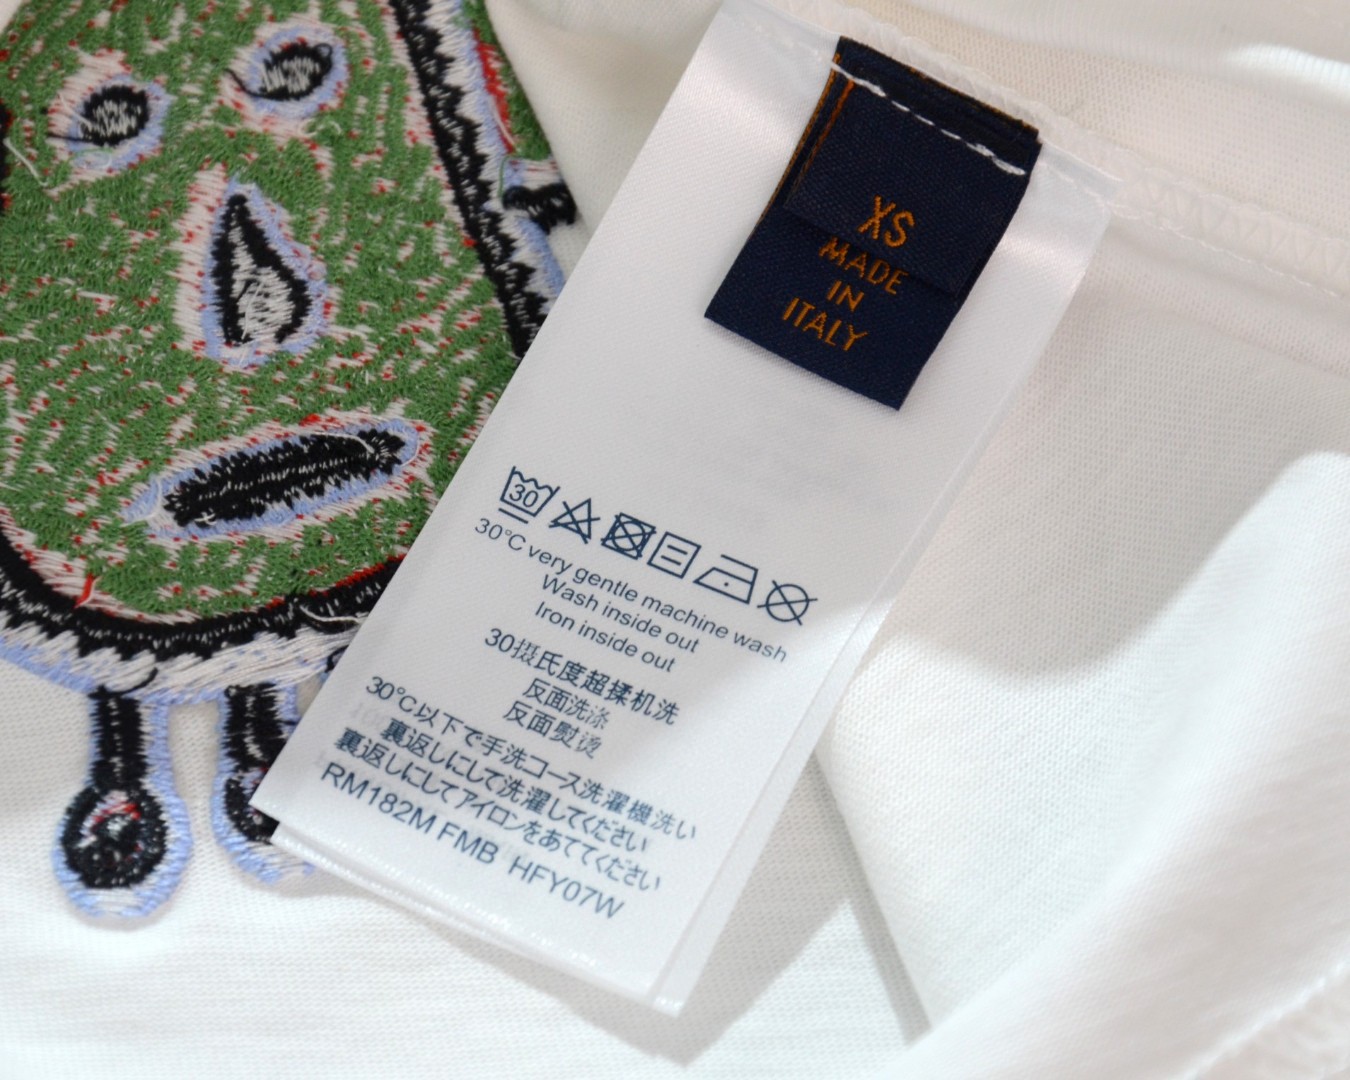 XS
MADE
IN
ITALY
30
30°C very gentle machine wash
Wash inside out
Iron inside out
30摄氏度超揉机洗
反面洗涤
反面熨烫
30°C以下で手洗コース洗濯機洗い
裏返しにして洗濯してください
裏返しにしてアイロンをあててください
RM182M FMB HFY07W